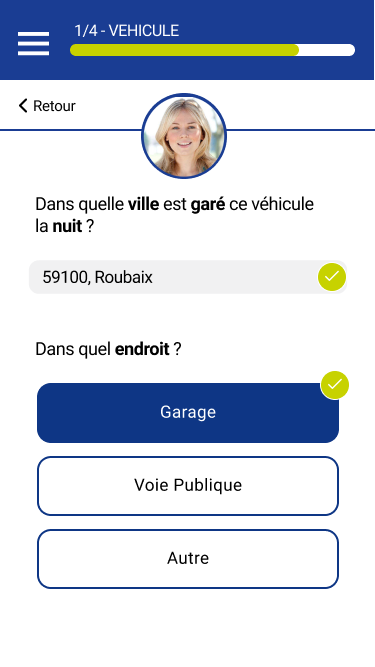 1/4 - VEHICULE
Retour
Dans quelle ville est garé ce véhicule
la nuit ?
59100, Roubaix
Dans quel endroit ?
Garage
Voie Publique
Autre